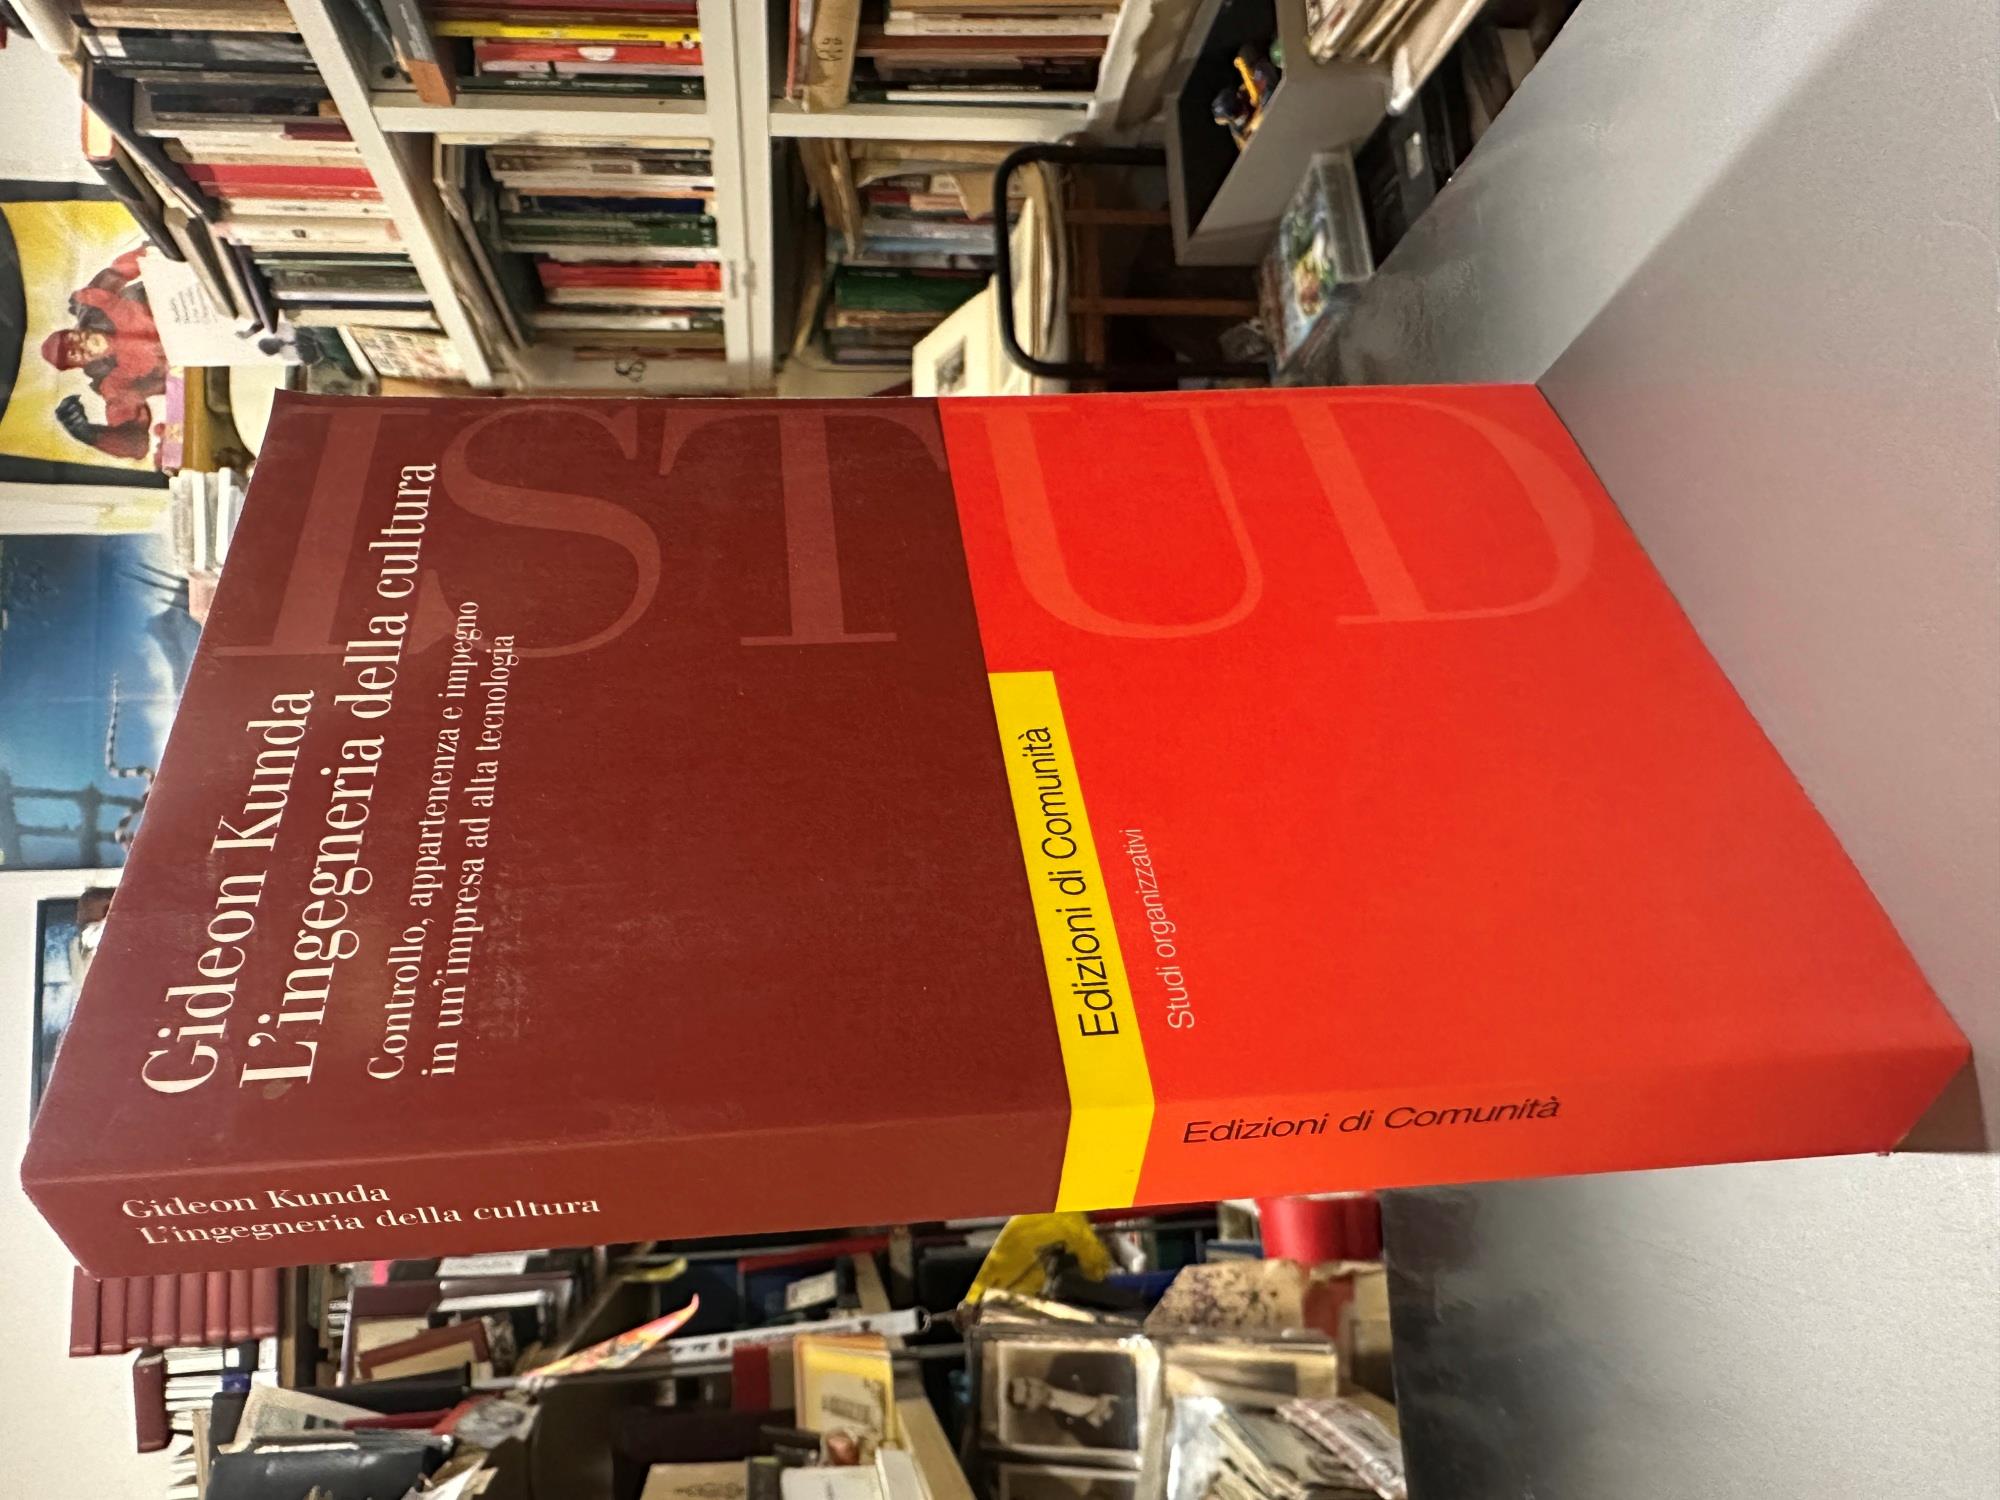 Gideon Kunda
L'ingegneria della cultura
Controllo, appartenenza e impegno
in un'impresa ad alta tecnologia
ISTUD
Edizioni di Comunità
Studi organizzativi
Gideon Kunda
L'ingegneria della cultura
Edizioni di Comunità